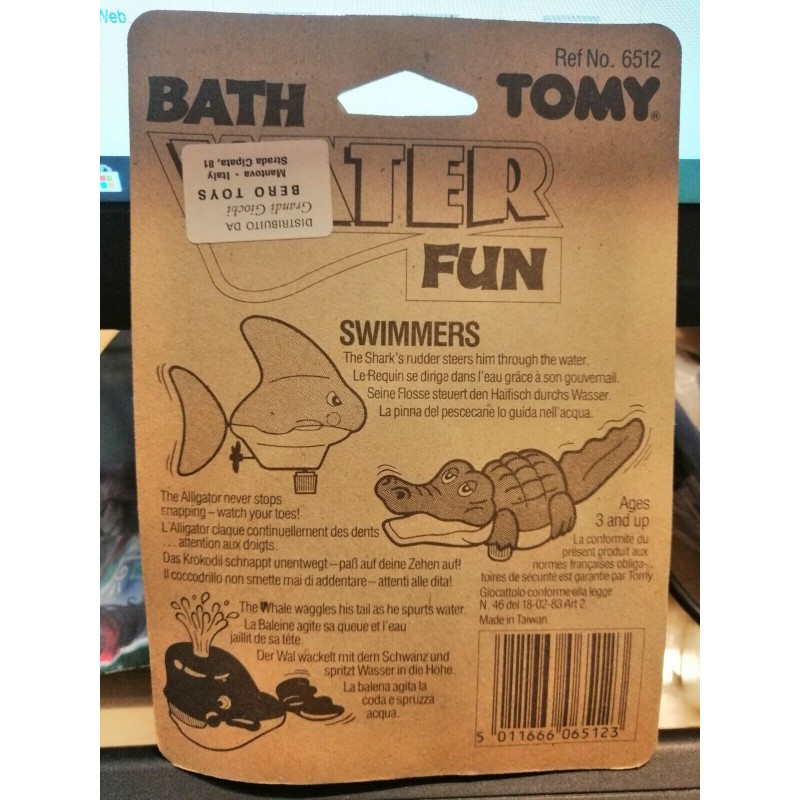 Neb
Ref No. 6512
BATH TOMY®
WATER
DISTRIBUITO DA
Grandi Giochi
BERO TOYS
Mantova - Italy
Strada Cipata, 81
FUN
SWIMMERS
The Shark's rudder steers him through the water.
Le Requin se dirige dans l'eau grâce à son gouvernail.
Seine Flosse steuert den Haifisch durchs Wasser.
La pinna del pescecane lo guida nell'acqua.
The Alligator never stops
snapping – watch your toes!
L'Alligator claque continuellement des dents
... attention aux doigts.
Das Krokodil schnappt unentwegt – paß auf deine Zehen auf!
Il coccodrillo non smette mai di addentare – attenti alle dita!
Ages
3 and up
La conformité du
présent produit aux
normes françaises obliga-
toires de sécurité est garantie par Tomy
Giocattolo conforme alla legge
N. 46 del 18-02-83 Art 2.
Made in Taiwan
The Whale waggles his tail as he spurts water.
La Baleine agite sa queue et l'eau
jaillit de sa tête.
Der Wal wackelt mit dem Schwanz und
spritzt Wasser in die Höhe.
La balena agita la
coda e spruzza
acqua.
5 011666 065123